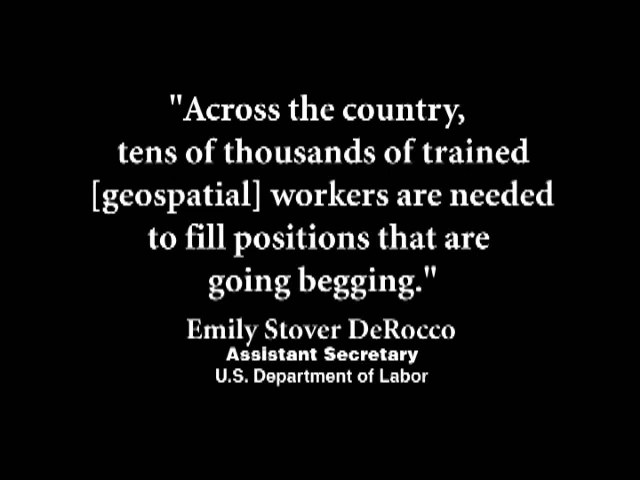 "Across the country,
tens of thousands of trained
[geospatial] workers are needed
to fill positions that are
going begging."
Emily Stover DeRocco
Assistant Secretary
U.S. Department of Labor